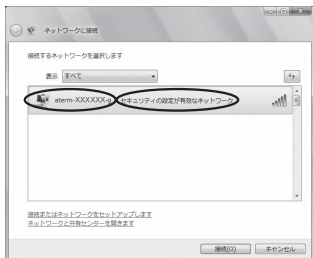 ネットワークに接続
接続するネットワークを選択します
表示 すべて
aterm-XXXXXX-g セキュリティの設定が有効なネットワーク
接続またはネットワークをセットアップします
ネットワークと共有センターを開きます
接続(O) キャンセル